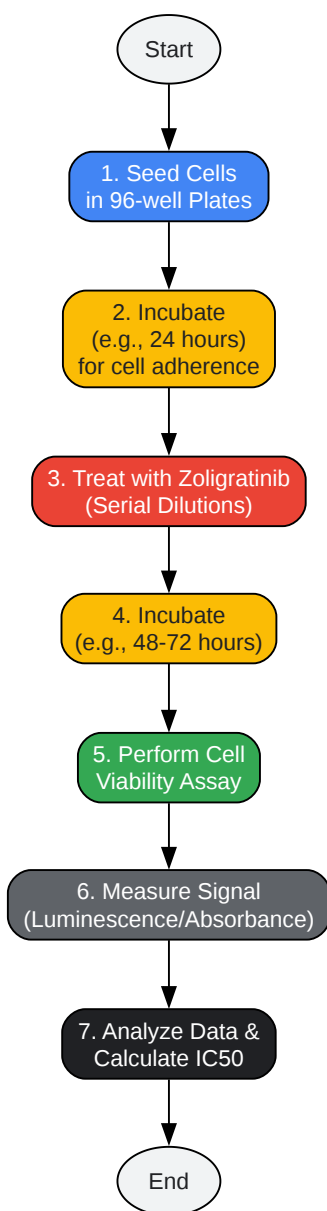 Start
1. Seed Cells
in 96-well Plates
2. Incubate
(e.g., 24 hours)
for cell adherence
3. Treat with Zoligratinib
(Serial Dilutions)
4. Incubate
(e.g., 48-72 hours)
5. Perform Cell
Viability Assay
6. Measure Signal
(Luminescence/Absorbance)
7. Analyze Data &
Calculate IC50
End